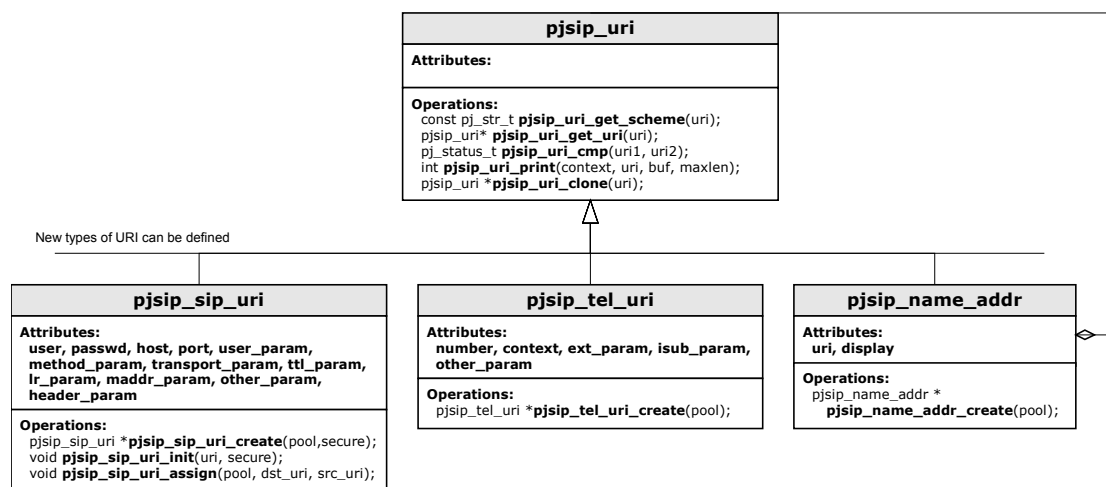 pjsip_uri
Attributes:
Operations:
const pj_str_t pjsip_uri_get_scheme(uri);
pjsip_uri* pjsip_uri_get_uri(uri);
pj_status_t pjsip_uri_cmp(uri1, uri2);
int pjsip_uri_print(context, uri, buf, maxlen);
pjsip_uri *pjsip_uri_clone(uri);
New types of URI can be defined
pjsip_sip_uri
Attributes:
user, passwd, host, port, user_param,
method_param, transport_param, ttl_param,
lr_param, maddr_param, other_param,
header_param
Operations:
pjsip_sip_uri *pjsip_sip_uri_create(pool,secure);
void pjsip_sip_uri_init(uri, secure);
void pjsip_sip_uri_assign(pool, dst_uri, src_uri);
pjsip_tel_uri
Attributes:
number, context, ext_param, isub_param,
other_param
Operations:
pjsip_tel_uri *pjsip_tel_uri_create(pool);
pjsip_name_addr
Attributes:
uri, display
Operations:
pjsip_name_addr *
pjsip_name_addr_create(pool);